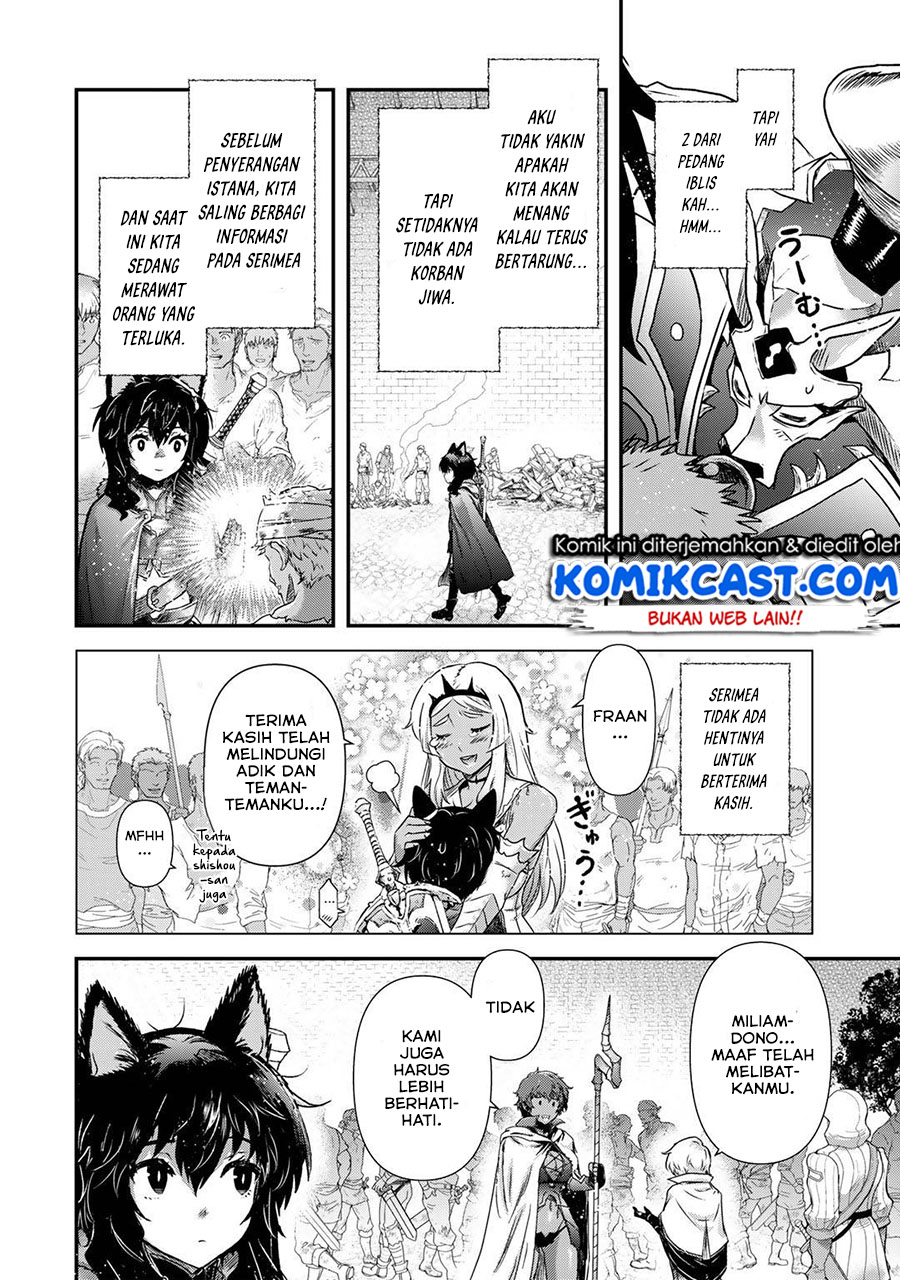 TAPI
YAH
2 DARI
PEDANG
IBLIS
KAH...
HMM...
うーむ…
AKU
TIDAK YAKIN
APAKAH
KITA AKAN
MENANG
KALAU TERUS
BERTARUNG...
TAPI
SETIDAKNYA
TIDAK ADA
KORBAN
JIWA.
SEBELUM
PENYERANGAN
ISTANA, KITA
SALING BERBAGI
INFORMASI
PADA SERIMEA
DAN SAAT
INI KITA
SEDANG
MERAWAT
ORANG YANG
TERLUKA.
Komik ini diterjemahkan & diedit oleh
KOMIKCAST.COM
BUKAN WEB LAIN!!
SERIMEA
TIDAK ADA
HENTINYA
UNTUK
BERTERIMA
KASIH.
FRAAN
...
ぎゅう…
TERIMA
KASIH TELAH
MELINDUNGI
ADIK DAN
TEMAN-
TEMANKU...!
Tentu
kepada
shishou
-san
juga
MFHH
...
...
MILIAM-
DONO...
MAAF TELAH
MELIBAT-
KANMU.
TIDAK
KAMI
JUGA
HARUS
LEBIH
BERHATI-
HATI.